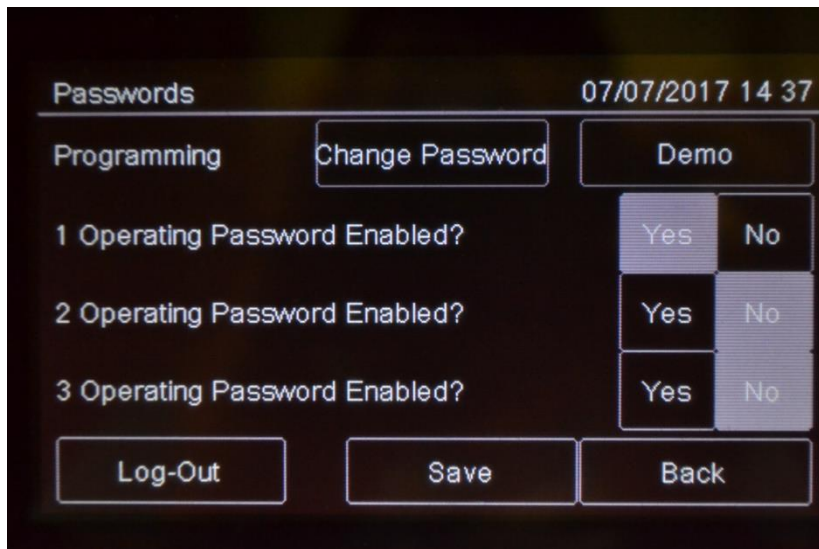 Passwords 07/07/2017 14 37
Programming Change Password Demo
1 Operating Password Enabled? Yes No
2 Operating Password Enabled? Yes No
3 Operating Password Enabled? Yes No
Log-Out Save Back